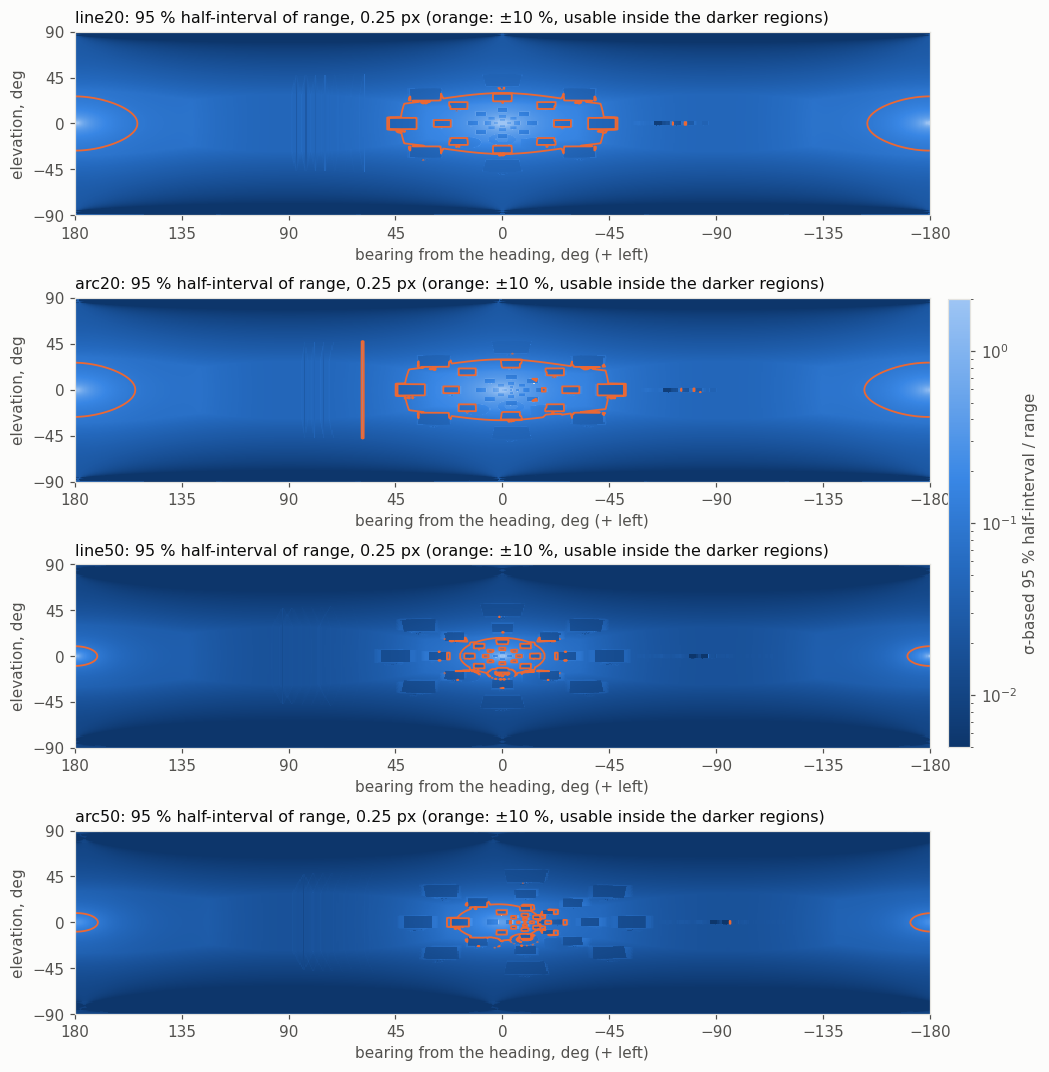 line20: 95 % half-interval of range, 0.25 px (orange: ±10 %, usable inside the darker regions)
90
45
0
−45
−90
elevation, deg
180 135 90 45 0 −45 −90 −135 −180
bearing from the heading, deg (+ left)
arc20: 95 % half-interval of range, 0.25 px (orange: ±10 %, usable inside the darker regions)
90
45
0
−45
−90
elevation, deg
180 135 90 45 0 −45 −90 −135 −180
bearing from the heading, deg (+ left)
10⁰
10⁻¹
10⁻²
σ-based 95 % half-interval / range
line50: 95 % half-interval of range, 0.25 px (orange: ±10 %, usable inside the darker regions)
90
45
0
−45
−90
elevation, deg
180 135 90 45 0 −45 −90 −135 −180
bearing from the heading, deg (+ left)
arc50: 95 % half-interval of range, 0.25 px (orange: ±10 %, usable inside the darker regions)
90
45
0
−45
−90
elevation, deg
180 135 90 45 0 −45 −90 −135 −180
bearing from the heading, deg (+ left)